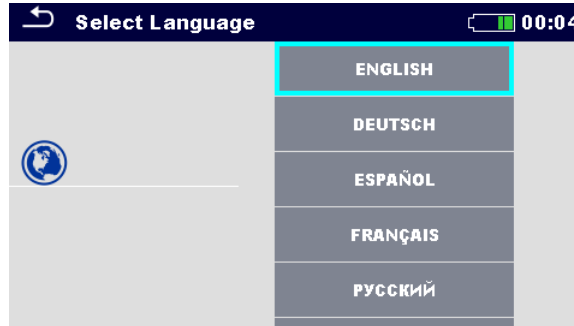 Select Language
00:04
ENGLISH
DEUTSCH
ESPAÑOL
FRANÇAIS
РУССКИЙ